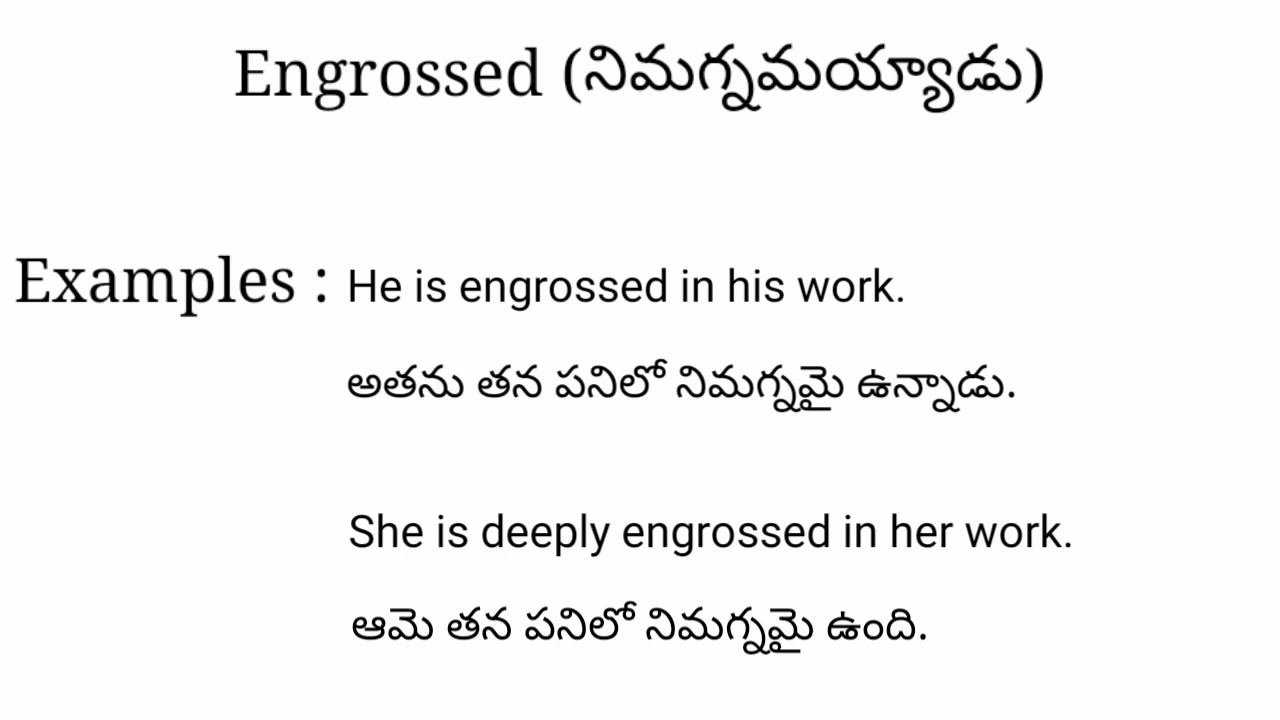 Engrossed (నిమగ్నమయ్యాడు)
Examples : He is engrossed in his work.
అతను తన పనిలో నిమగ్నమై ఉన్నాడు.
She is deeply engrossed in her work.
ఆమె తన పనిలో నిమగ్నమై ఉంది.